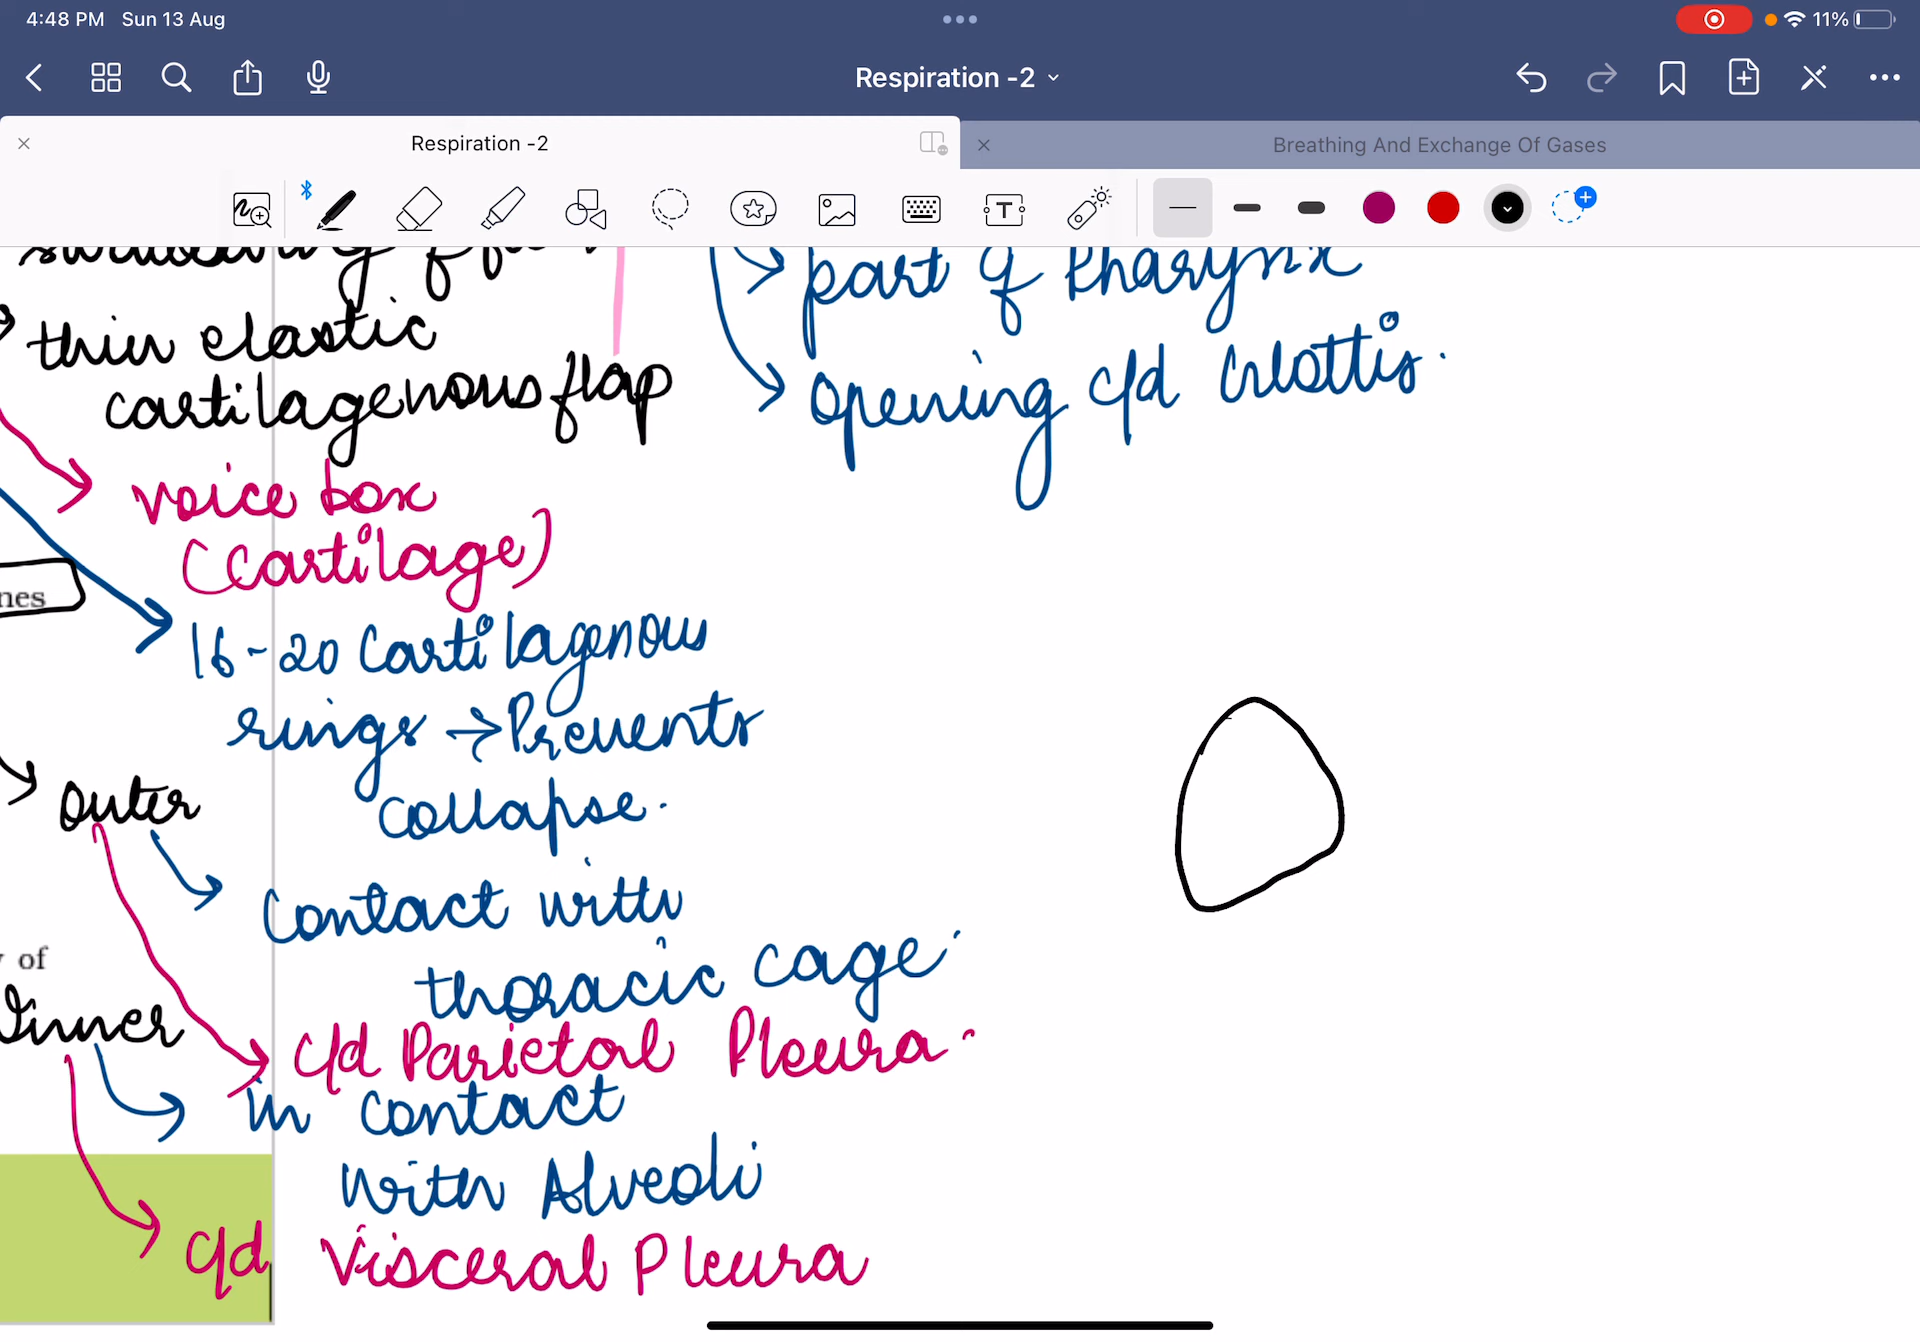 4:48 PM Sun 13 Aug
11%
Respiration -2
Respiration -2
Breathing And Exchange Of Gases
T
part of Pharynx
thin elastic
cartilagenous flap
opening c/d Glottis.
voice box
(Cartilage)
nes
16-20 Cartilagenous
rings → Prevents
collapse.
Outer
Contact with
thoracic cage.
of
Inner
c/d Parietal Pleura.
in contact
with Alveoli
c/d Visceral Pleura